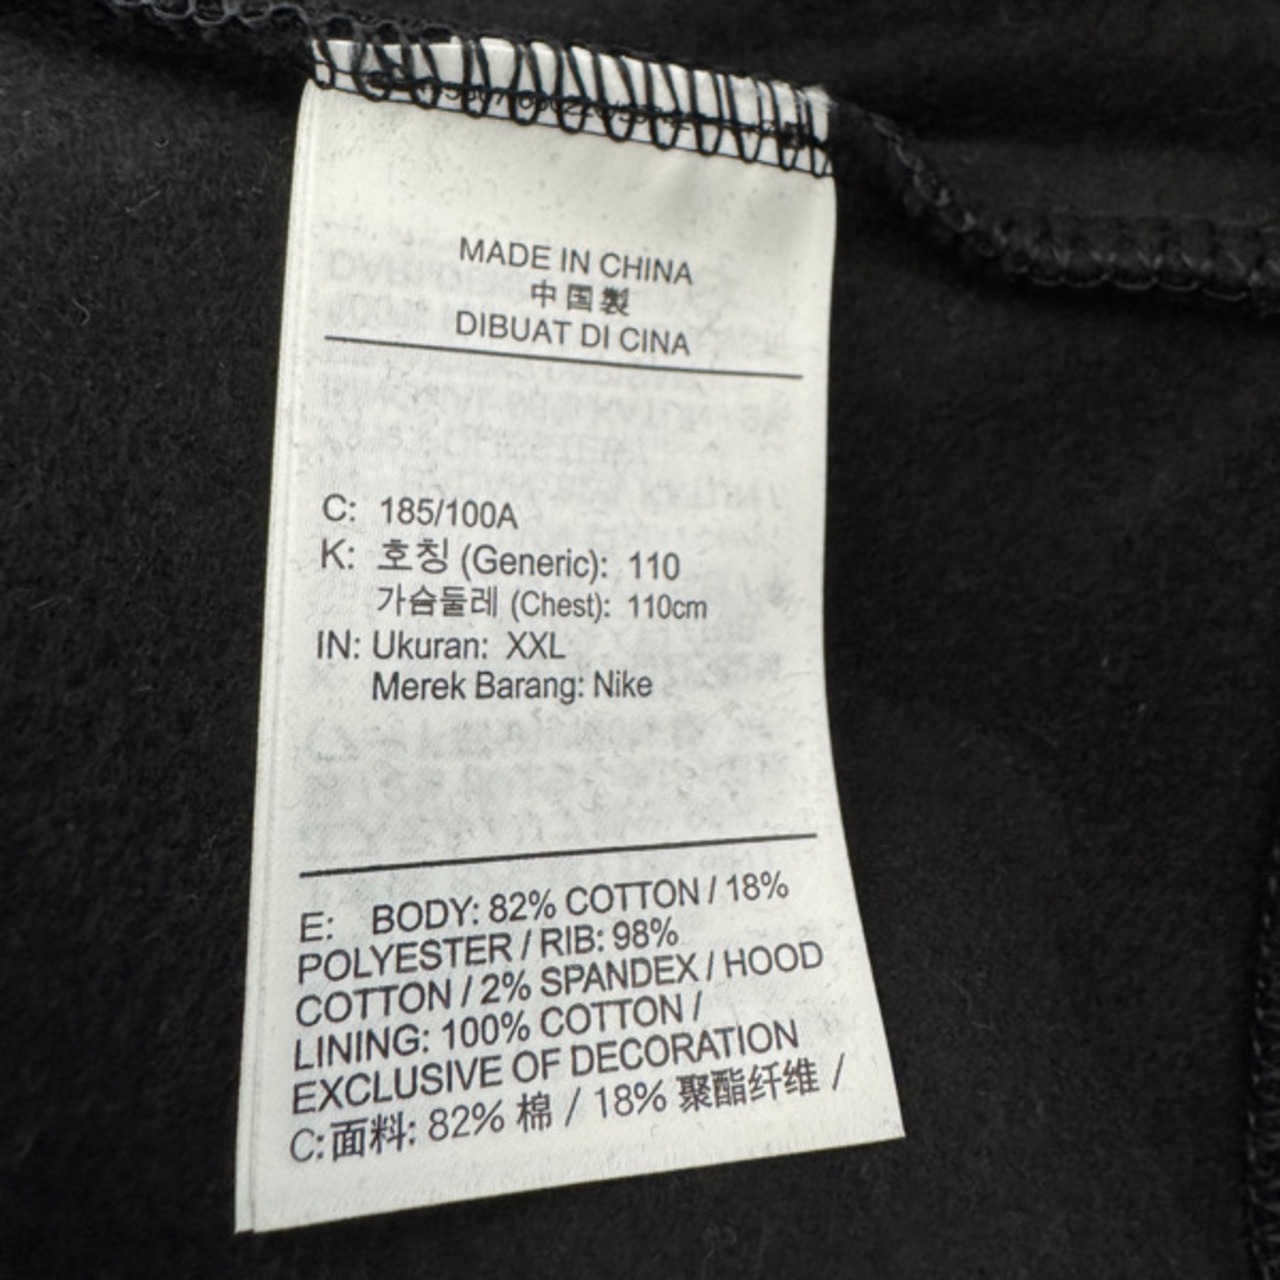 MADE IN CHINA
中国製
DIBUAT DI CINA
C: 185/100A
K: 호칭 (Generic): 110
가슴둘레 (Chest): 110cm
IN: Ukuran: XXL
Merek Barang: Nike
E: BODY: 82% COTTON / 18%
POLYESTER / RIB: 98%
COTTON / 2% SPANDEX / HOOD
LINING: 100% COTTON /
EXCLUSIVE OF DECORATION
C:面料: 82% 棉 / 18% 聚酯纤维 /